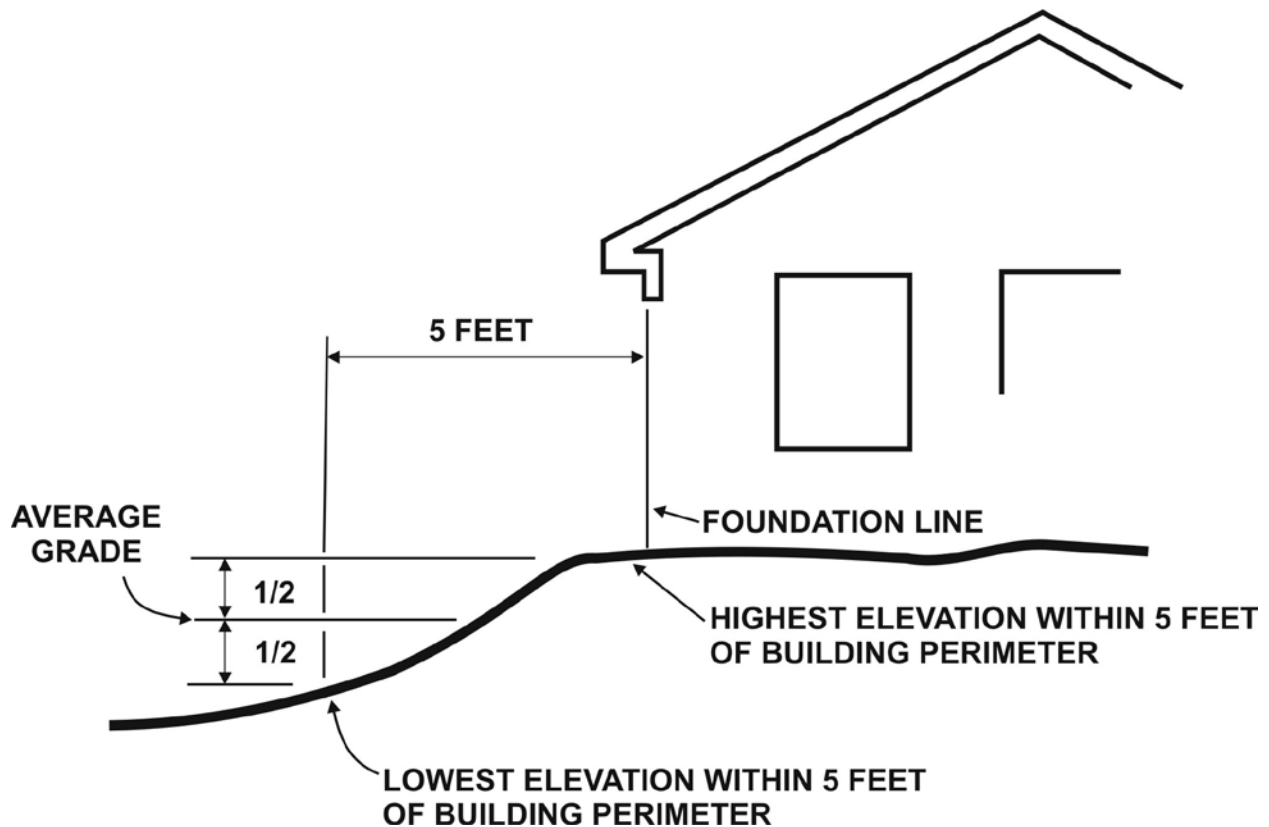 5 FEET
AVERAGE
GRADE
FOUNDATION LINE
1/2
1/2
HIGHEST ELEVATION WITHIN 5 FEET
OF BUILDING PERIMETER
LOWEST ELEVATION WITHIN 5 FEET
OF BUILDING PERIMETER